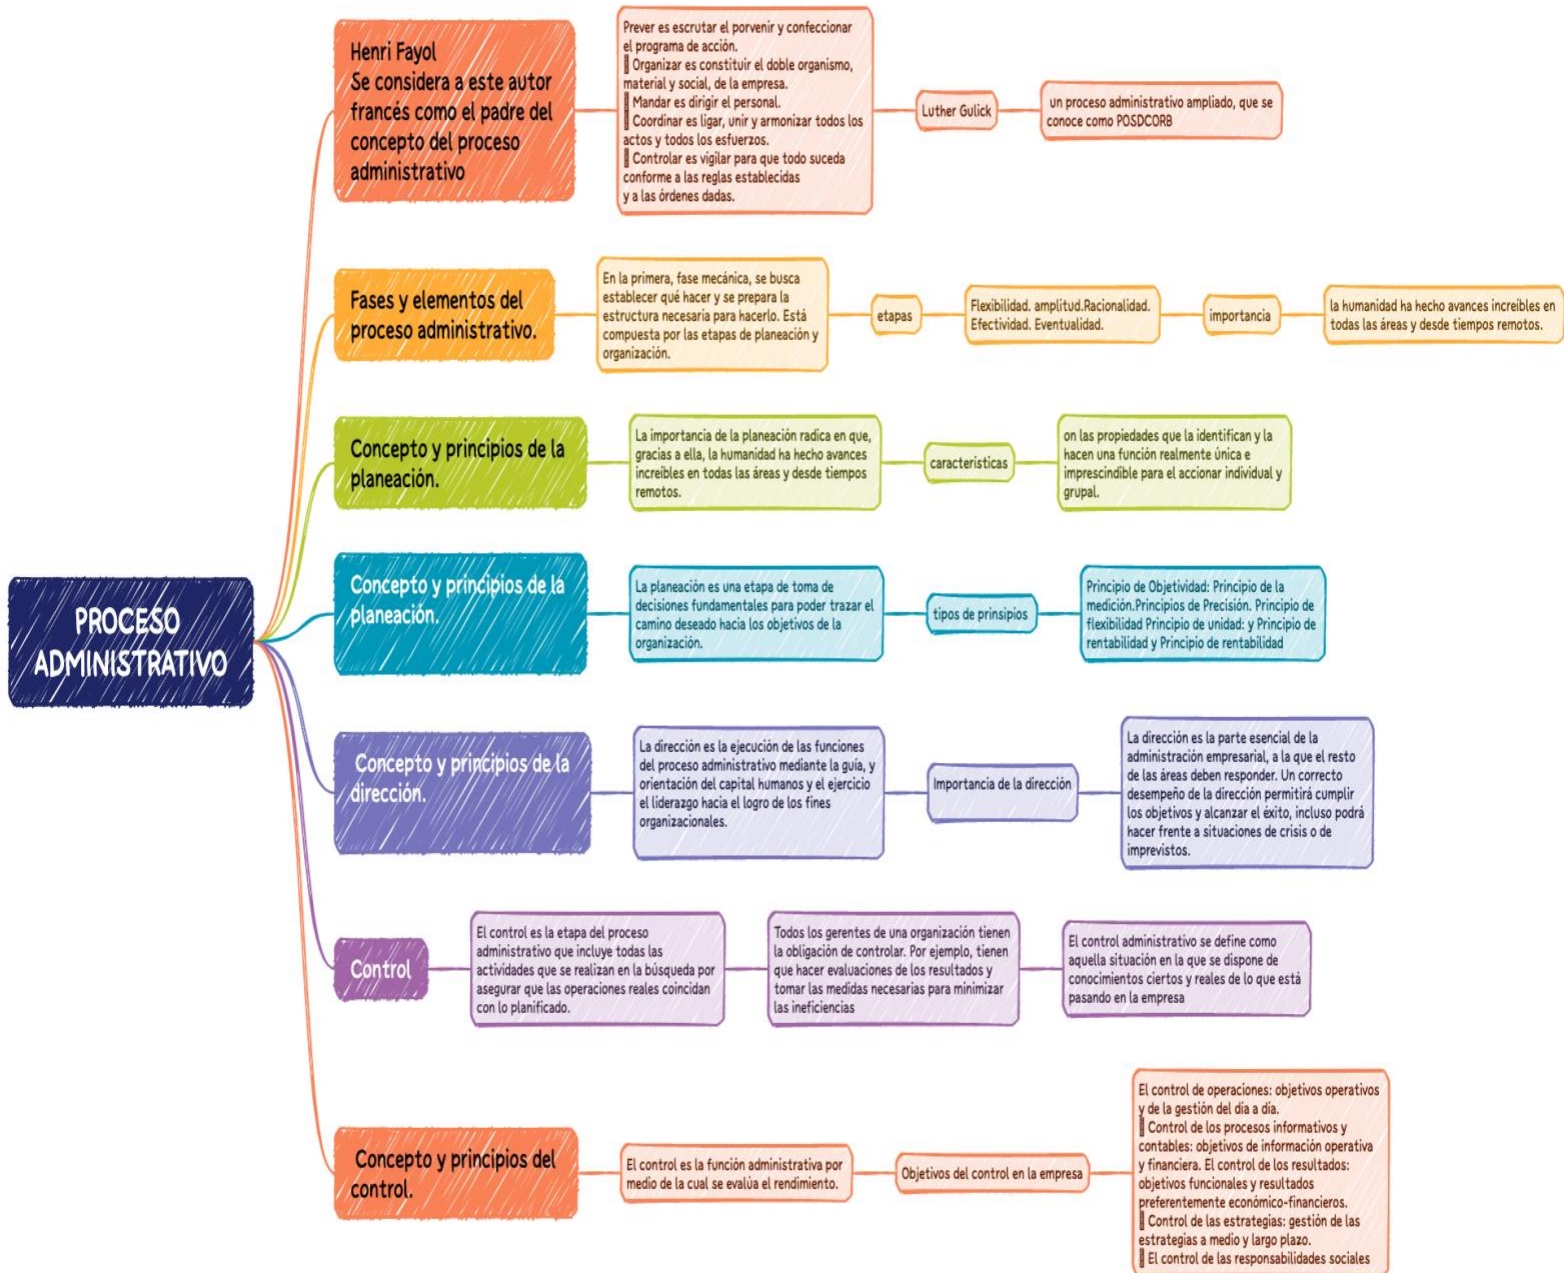 PROCESO
ADMINISTRATIVO
Henri Fayol
Se considera a este autor
francés como el padre del
concepto del proceso
administrativo
Prever es escrutar el porvenir y confeccionar
el programa de acción.
Organizar es constituir el doble organismo,
material y social, de la empresa.
Mandar es dirigir el personal.
Coordinar es ligar, unir y armonizar todos los
actos y todos los esfuerzos.
Controlar es vigilar para que todo suceda
conforme a las reglas establecidas
y a las órdenes dadas.
Luther Gulick
un proceso administrativo ampliado, que se
conoce como POSDCORB
Fases y elementos del
proceso administrativo.
En la primera, fase mecánica, se busca
establecer qué hacer y se prepara la
estructura necesaria para hacerlo. Está
compuesta por las etapas de planeación y
organización.
etapas
Flexibilidad. amplitud.Racionalidad.
Efectividad. Eventualidad.
importancia
la humanidad ha hecho avances increíbles en
todas las áreas y desde tiempos remotos.
Concepto y principios de la
planeación.
La importancia de la planeación radica en que,
gracias a ella, la humanidad ha hecho avances
increíbles en todas las áreas y desde tiempos
remotos.
características
on las propiedades que la identifican y la
hacen una función realmente única e
imprescindible para el accionar individual y
grupal.
Concepto y principios de la
planeación.
La planeación es una etapa de toma de
decisiones fundamentales para poder trazar el
camino deseado hacia los objetivos de la
organización.
tipos de prinsipios
Principio de Objetividad: Principio de la
medición.Principios de Precisión. Principio de
flexibilidad Principio de unidad: y Principio de
rentabilidad y Principio de rentabilidad
Concepto y principios de la
dirección.
La dirección es la ejecución de las funciones
del proceso administrativo mediante la guía, y
orientación del capital humanos y el ejercicio
el liderazgo hacia el logro de los fines
organizacionales.
Importancia de la dirección
La dirección es la parte esencial de la
administración empresarial, a la que el resto
de las áreas deben responder. Un correcto
desempeño de la dirección permitirá cumplir
los objetivos y alcanzar el éxito, incluso podrá
hacer frente a situaciones de crisis o de
imprevistos.
Control
El control es la etapa del proceso
administrativo que incluye todas las
actividades que se realizan en la búsqueda por
asegurar que las operaciones reales coincidan
con lo planificado.
Todos los gerentes de una organización tienen
la obligación de controlar. Por ejemplo, tienen
que hacer evaluaciones de los resultados y
tomar las medidas necesarias para minimizar
las ineficiencias
El control administrativo se define como
aquella situación en la que se dispone de
conocimientos ciertos y reales de lo que está
pasando en la empresa
Concepto y principios del
control.
El control es la función administrativa por
medio de la cual se evalúa el rendimiento.
Objetivos del control en la empresa
El control de operaciones: objetivos operativos
y de la gestión del día a día.
Control de los procesos informativos y
contables: objetivos de información operativa
y financiera. El control de los resultados:
objetivos funcionales y resultados
preferentemente económico-financieros.
Control de las estrategias: gestión de las
estrategias a medio y largo plazo.
El control de las responsabilidades sociales